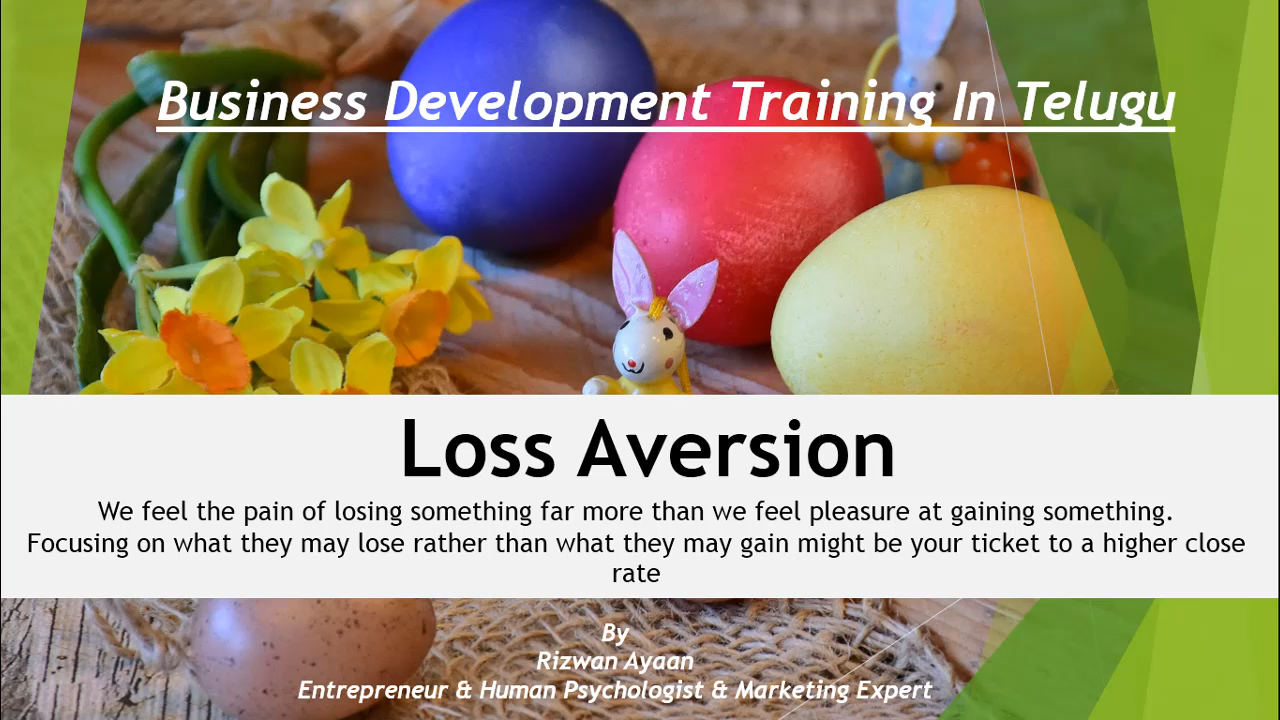 Business Development Training In Telugu
Loss Aversion
We feel the pain of losing something far more than we feel pleasure at gaining something.
Focusing on what they may lose rather than what they may gain might be your ticket to a higher close
rate
By
Rizwan Ayaan
Entrepreneur & Human Psychologist & Marketing Expert